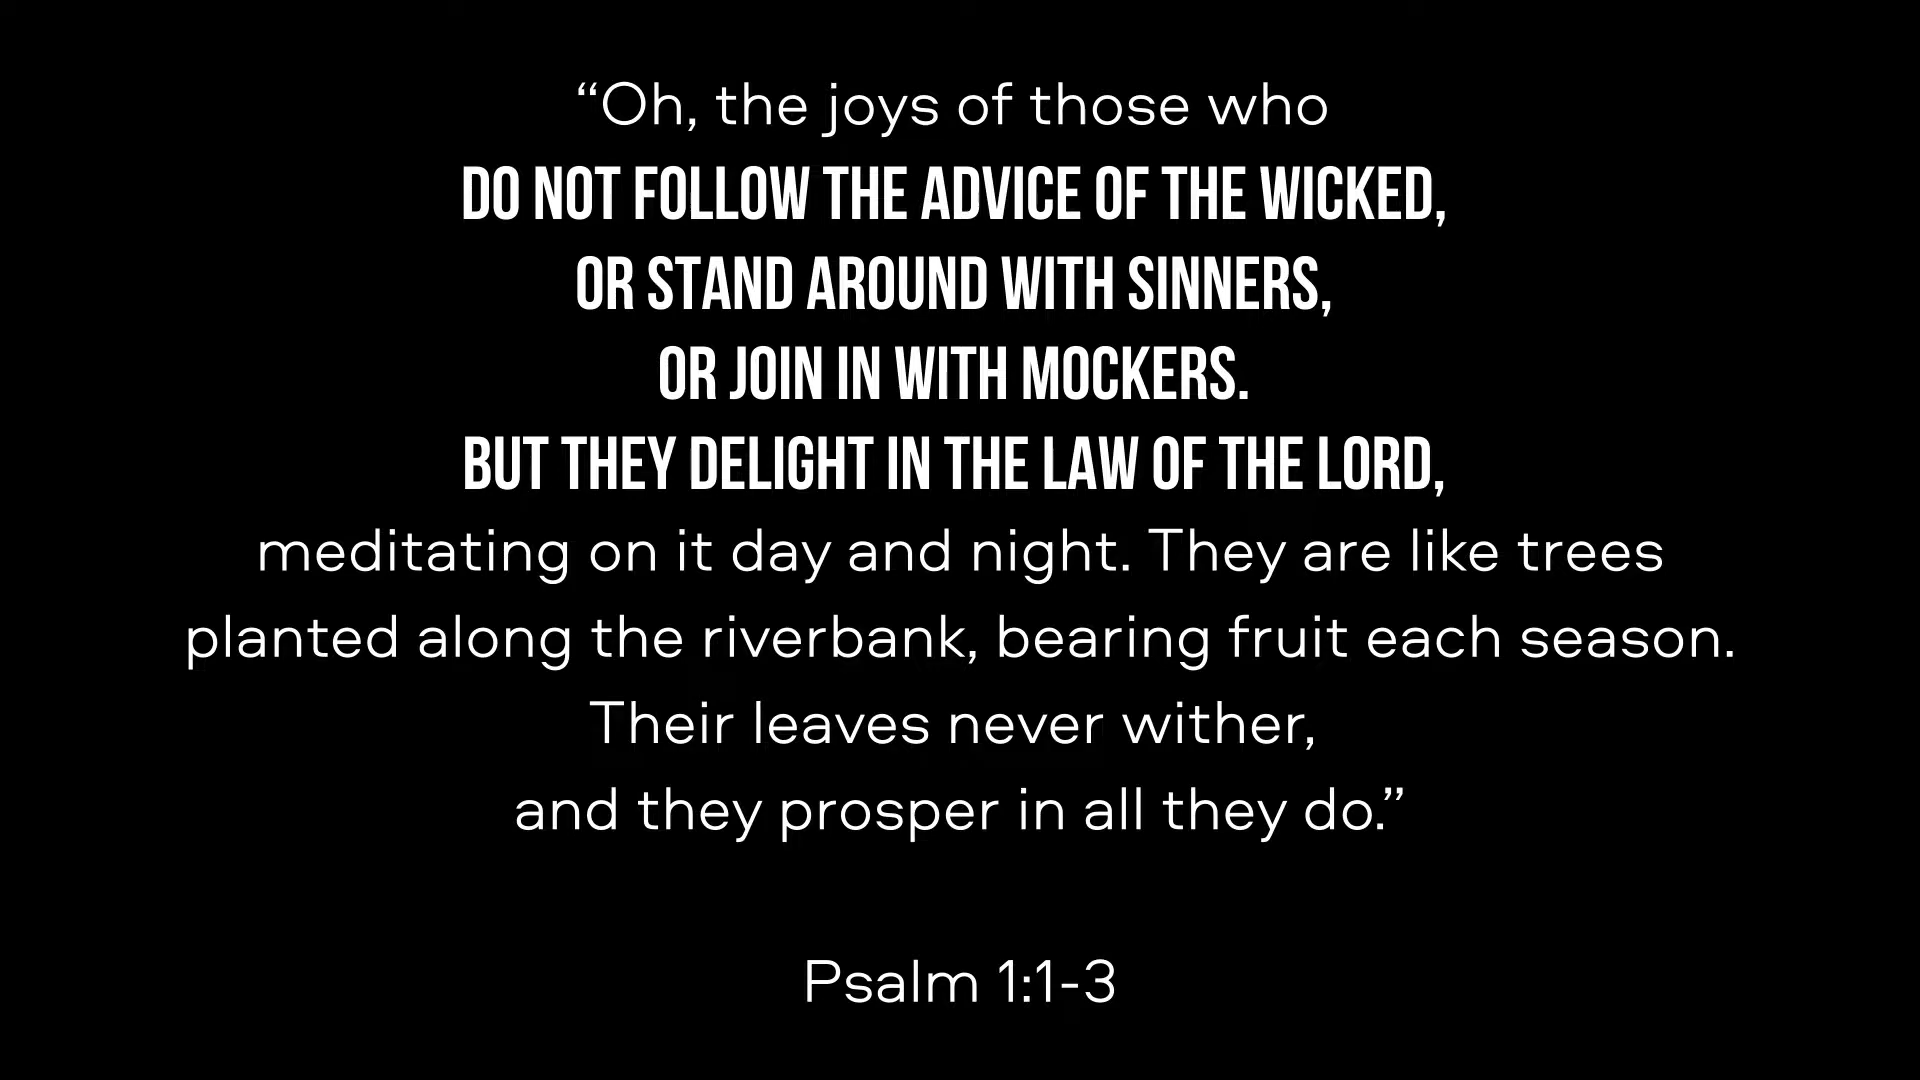 “Oh, the joys of those who
DO NOT FOLLOW THE ADVICE OF THE WICKED,
OR STAND AROUND WITH SINNERS,
OR JOIN IN WITH MOCKERS.
BUT THEY DELIGHT IN THE LAW OF THE LORD,
meditating on it day and night. They are like trees
planted along the riverbank, bearing fruit each season.
Their leaves never wither,
and they prosper in all they do.”
Psalm 1:1-3